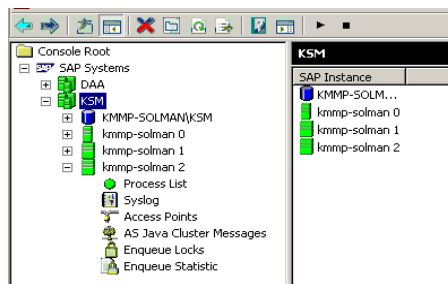 Console Root
SAP Systems
DAA
KSM
KMMP-SOLMAN\KSM
kmmp-solman 0
kmmp-solman 1
kmmp-solman 2
Process List
Syslog
Access Points
AS Java Cluster Messages
Enqueue Locks
Enqueue Statistic
KSM
SAP Instance
KMMP-SOLM...
kmmp-solman 0
kmmp-solman 1
kmmp-solman 2